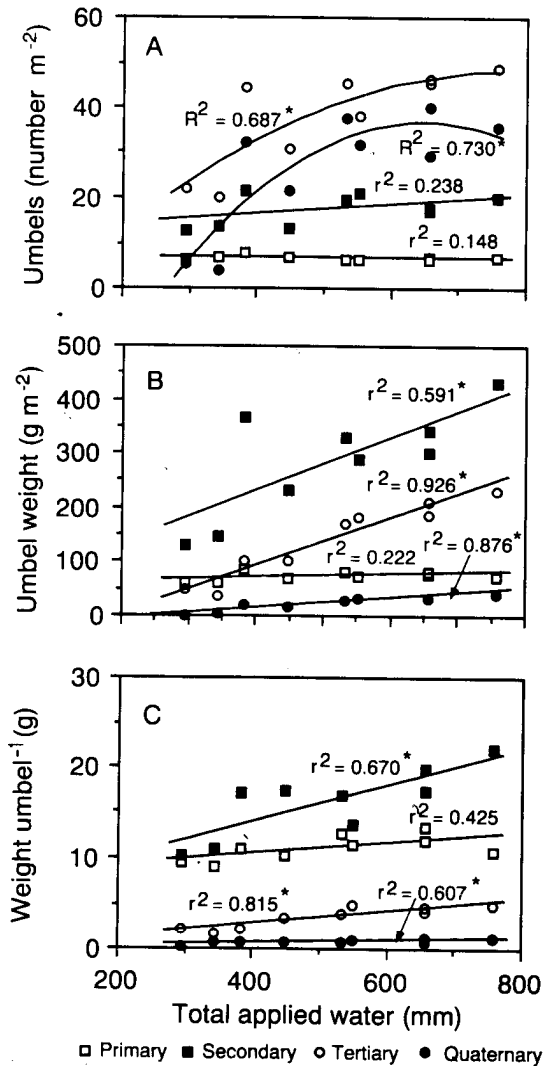 A
60
40
20
0
Umbels (number m-2)
R2 = 0.687*
R2 = 0.730*
r2 = 0.238
r2 = 0.148
B
500
400
300
200
100
0
Umbel weight (g m-2)
r2 = 0.591*
r2 = 0.926*
r2 = 0.222
r2 = 0.876*
C
30
20
10
0
Weight umbel-1 (g)
r2 = 0.670*
r2 = 0.425
r2 = 0.815*
r2 = 0.607*
200 400 600 800
Total applied water (mm)
Primary Secondary Tertiary Quaternary